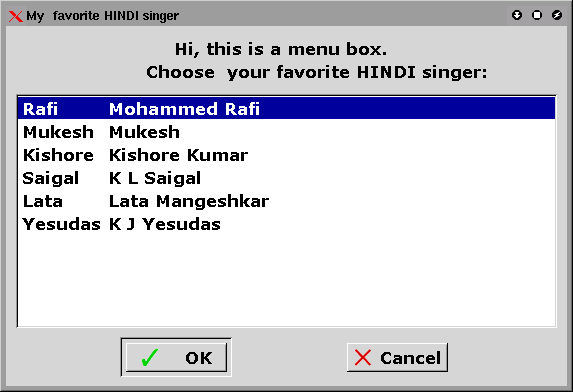 My favorite HINDI singer
Hi, this is a menu box.
Choose your favorite HINDI singer:
Rafi Mohammed Rafi
Mukesh Mukesh
Kishore Kishore Kumar
Saigal K L Saigal
Lata Lata Mangeshkar
Yesudas K J Yesudas
OK Cancel